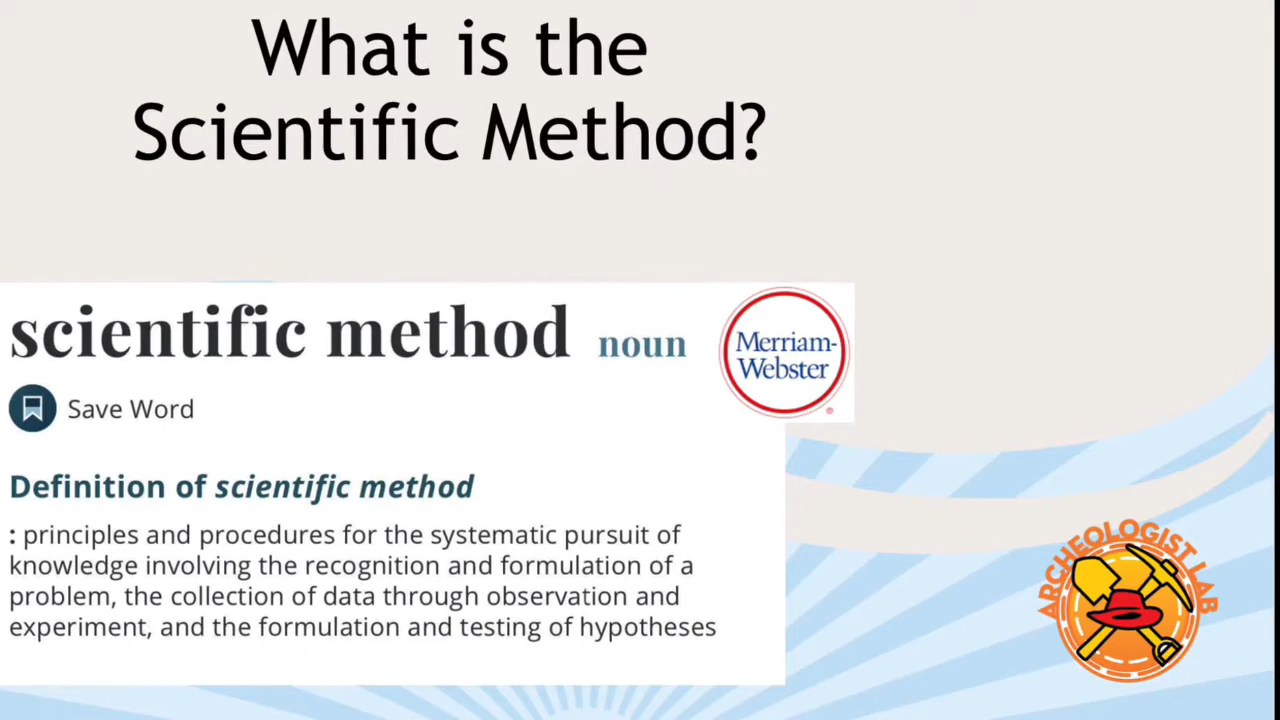 What is the
Scientific Method?
scientific method noun
Merriam-
Webster
®
Save Word
Definition of scientific method
: principles and procedures for the systematic pursuit of
knowledge involving the recognition and formulation of a
problem, the collection of data through observation and
experiment, and the formulation and testing of hypotheses
ARCHEOLOGIST LAB